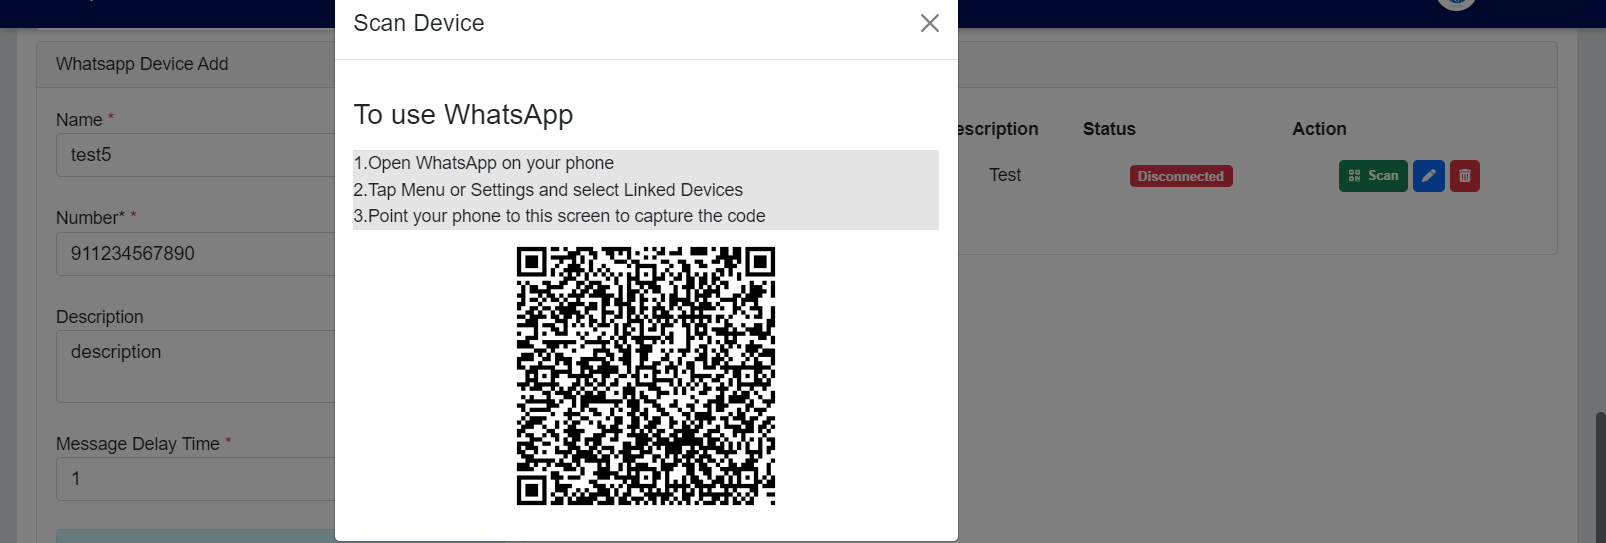 Scan Device
To use WhatsApp
1.Open WhatsApp on your phone
2.Tap Menu or Settings and select Linked Devices
3.Point your phone to this screen to capture the code
Whatsapp Device Add
Name *
test5
Number* *
911234567890
Description
description
Message Delay Time *
1
escription Status Action
Test Disconnected Scan